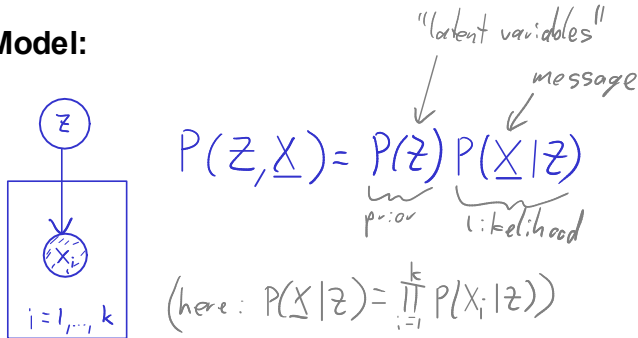 Model:
"latent variables"
message
Z
P(Z, X) = P(Z) P(X|Z)
prior
likelihood
Xi
i=1,..., k
(here: P(X|Z) = ∏ᵢ₌₁ᵏ P(Xi|Z))